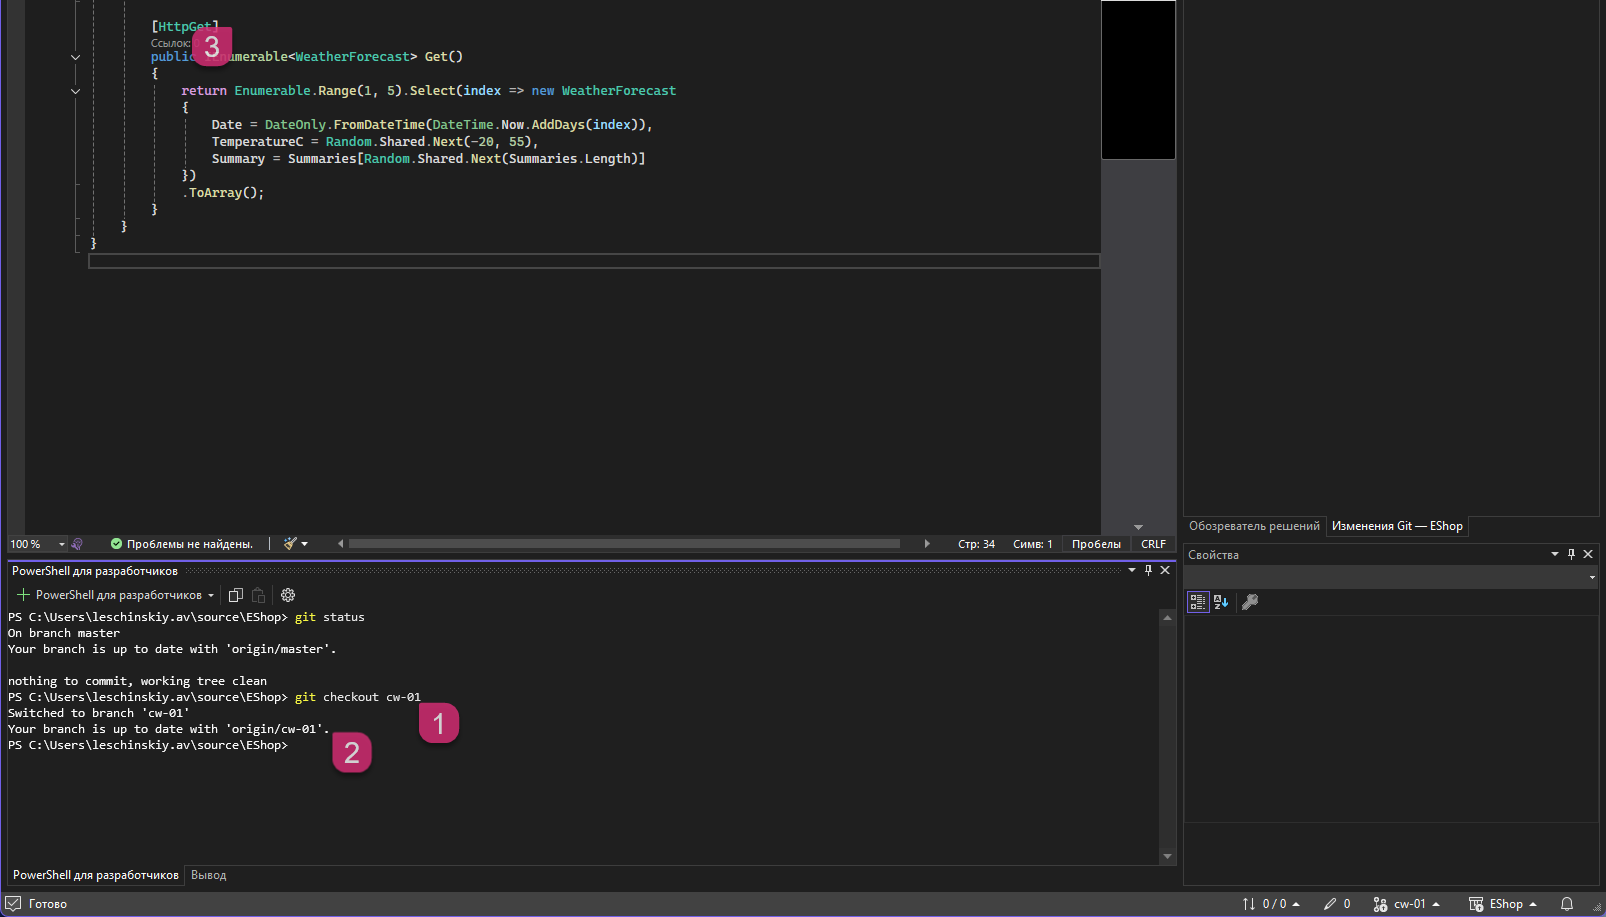 [HttpGet]
Ссылок:
3
public IEnumerable<WeatherForecast> Get()
{
return Enumerable.Range(1, 5).Select(index => new WeatherForecast
{
Date = DateOnly.FromDateTime(DateTime.Now.AddDays(index)),
TemperatureC = Random.Shared.Next(-20, 55),
Summary = Summaries[Random.Shared.Next(Summaries.Length)]
})
.ToArray();
}
}
}
Обозреватель решений Изменения Git — EShop
100 % Проблемы не найдены. Стр: 34 Симв: 1 Пробелы CRLF
Свойства
PowerShell для разработчиков
PowerShell для разработчиков
PS C:\Users\leschinskiy.av\source\EShop> git status
On branch master
Your branch is up to date with 'origin/master'.
nothing to commit, working tree clean
PS C:\Users\leschinskiy.av\source\EShop> git checkout cw-01
Switched to branch 'cw-01'
1
Your branch is up to date with 'origin/cw-01'.
PS C:\Users\leschinskiy.av\source\EShop>
2
PowerShell для разработчиков Вывод
Готово 0 / 0 0 cw-01 EShop